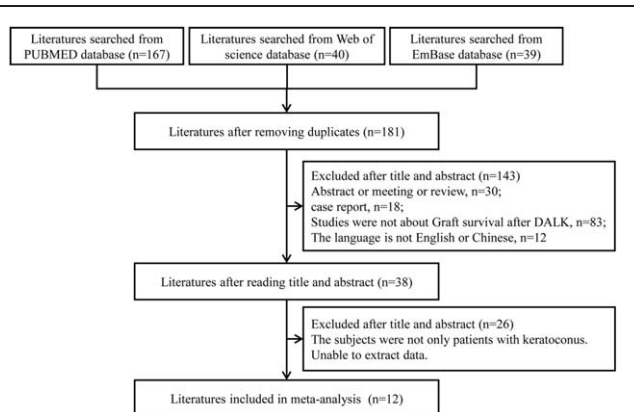 Literatures searched from
PUBMED database (n=167)
Literatures searched from Web of
science database (n=40)
Literatures searched from
EmBase database (n=39)
Literatures after removing duplicates (n=181)
Excluded after title and abstract (n=143)
Abstract or meeting or review, n=30;
case report, n=18;
Studies were not about Graft survival after DALK, n=83;
The language is not English or Chinese, n=12
Literatures after reading title and abstract (n=38)
Excluded after title and abstract (n=26)
The subjects were not only patients with keratoconus.
Unable to extract data.
Literatures included in meta-analysis (n=12)